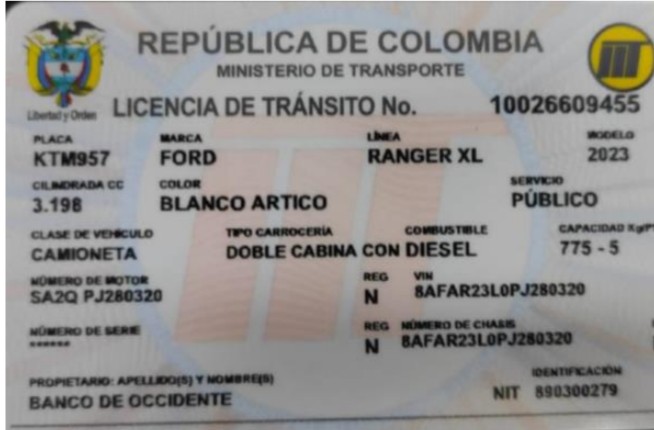 REPÚBLICA DE COLOMBIA
MINISTERIO DE TRANSPORTE
Libertad y Orden
LICENCIA DE TRÁNSITO No. 10026609455
PLACA MARCA LÍNEA MODELO
KTM957 FORD RANGER XL 2023
CILINDRADA CC COLOR SERVICIO
3.198 BLANCO ARTICO PÚBLICO
CLASE DE VEHÍCULO TIPO CARROCERÍA COMBUSTIBLE CAPACIDAD Kg/P
CAMIONETA DOBLE CABINA CON DIESEL 775 - 5
NÚMERO DE MOTOR REG VIN
SA2Q PJ280320 N 8AFAR23L0PJ280320
NÚMERO DE SERIE REG NÚMERO DE CHASIS
****** N 8AFAR23L0PJ280320
PROPIETARIO: APELLIDO(S) Y NOMBRE(S) IDENTIFICACIÓN
BANCO DE OCCIDENTE NIT 890300279